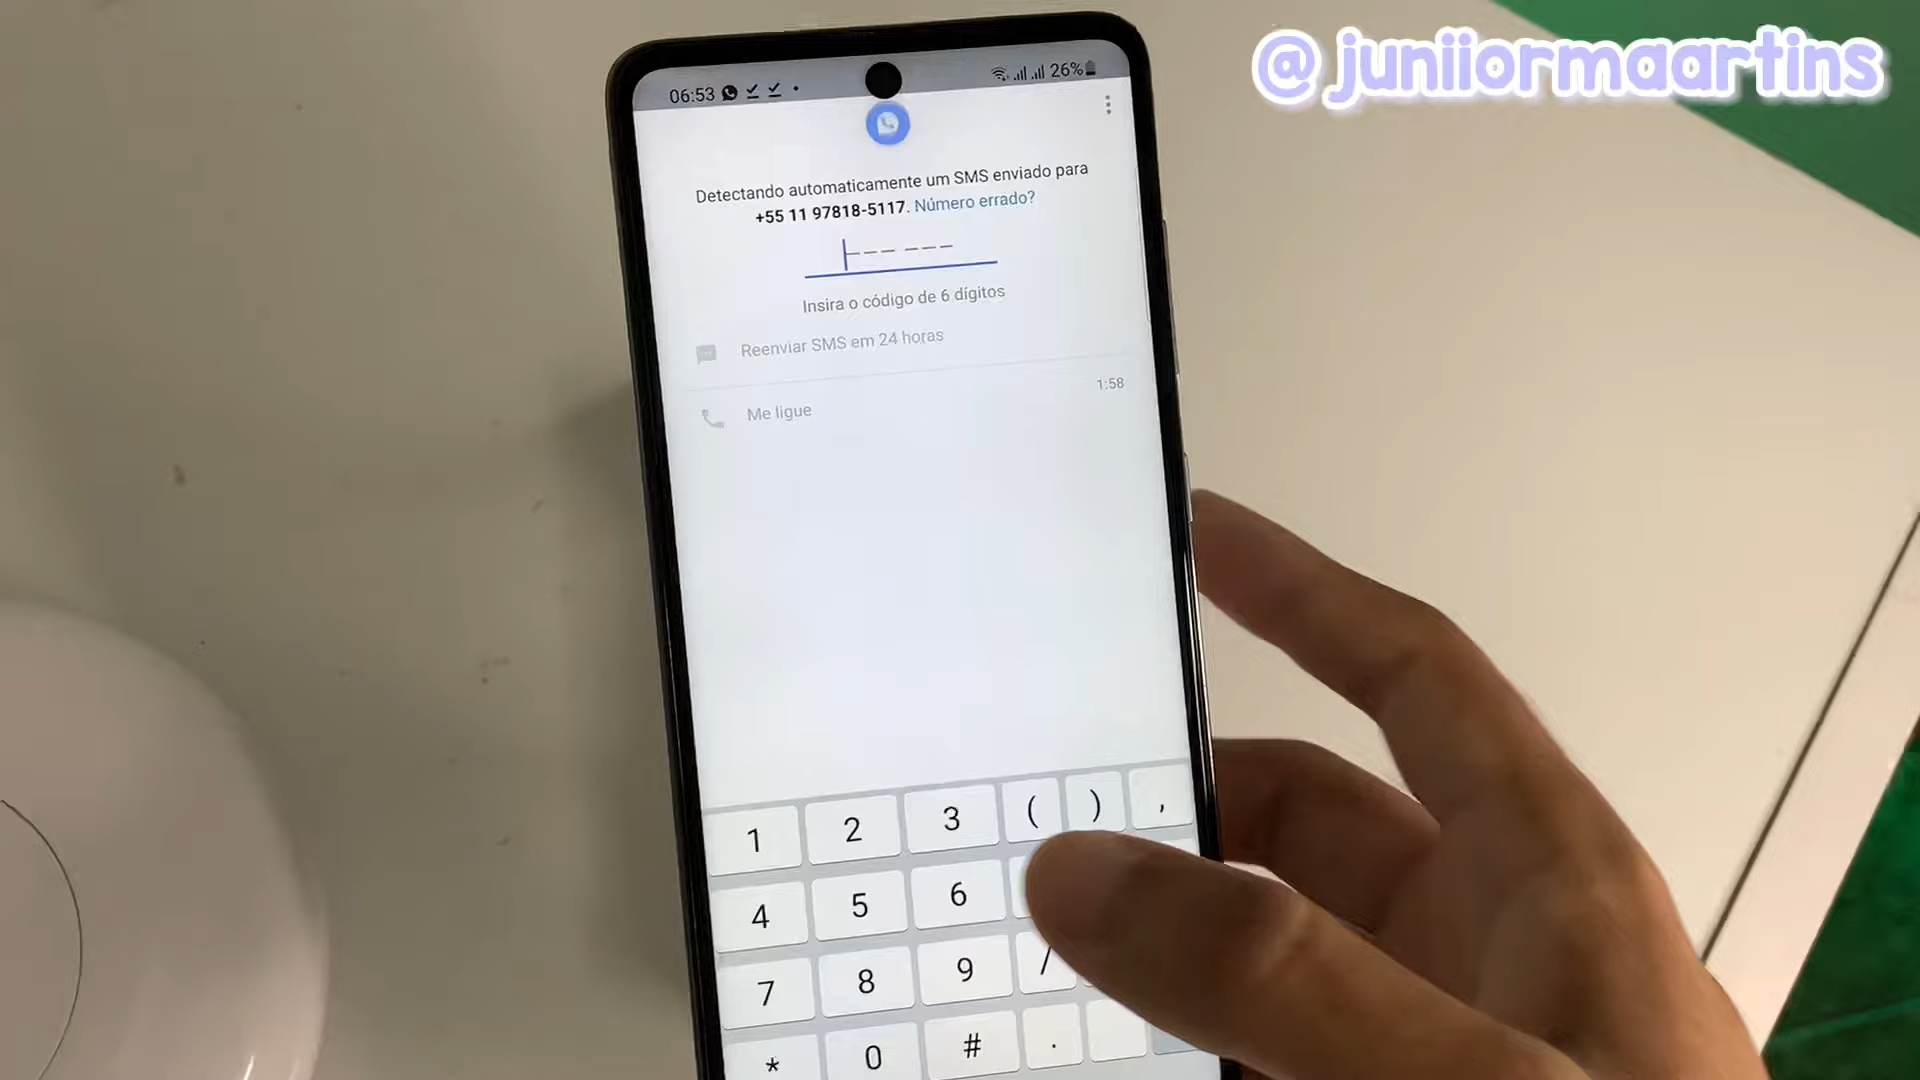 @juniiormaartins
06:53
26%
Detectando automaticamente um SMS enviado para
+55 11 97818-5117. Número errado?
Insira o código de 6 dígitos
Reenviar SMS em 24 horas
1:58
Me ligue
1 2 3 ( ) ,
4 5 6
7 8 9 /
* 0 # .